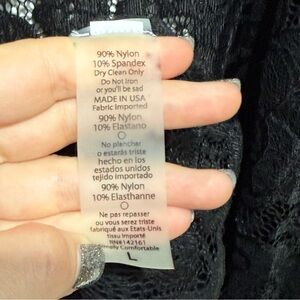 90% Nylon
10% Spandex
Dry Clean Only
Do Not Iron
or you'll be sad
MADE IN USA
Fabric Imported
90% Nylon
10% Elastano
No planchar
o estarás triste
hecho en los
estados unidos
tejido importado
90% Nylon
10% Elasthanne
Ne pas repasser
ou vous serez triste
fabriqué aux Etats-Unis
tissu importé
RN#142161
Comfortable
L